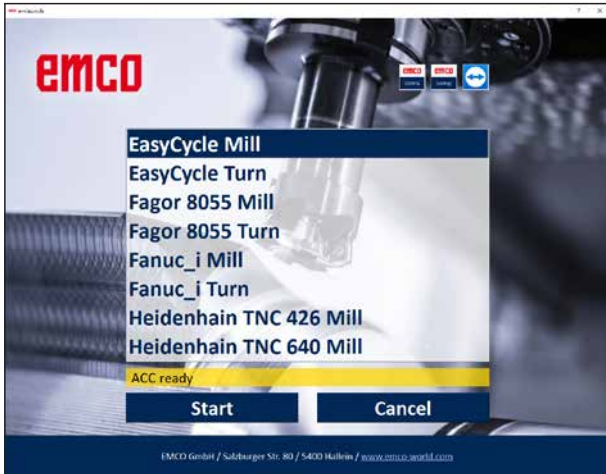 emco
EasyCycle Mill
EasyCycle Turn
Fagor 8055 Mill
Fagor 8055 Turn
Fanuc_i Mill
Fanuc_i Turn
Heidenhain TNC 426 Mill
Heidenhain TNC 640 Mill
ACC ready
Start Cancel
EMCO GmbH / Salzburger Str. 80 / 5400 Hallein / www.emco-world.com